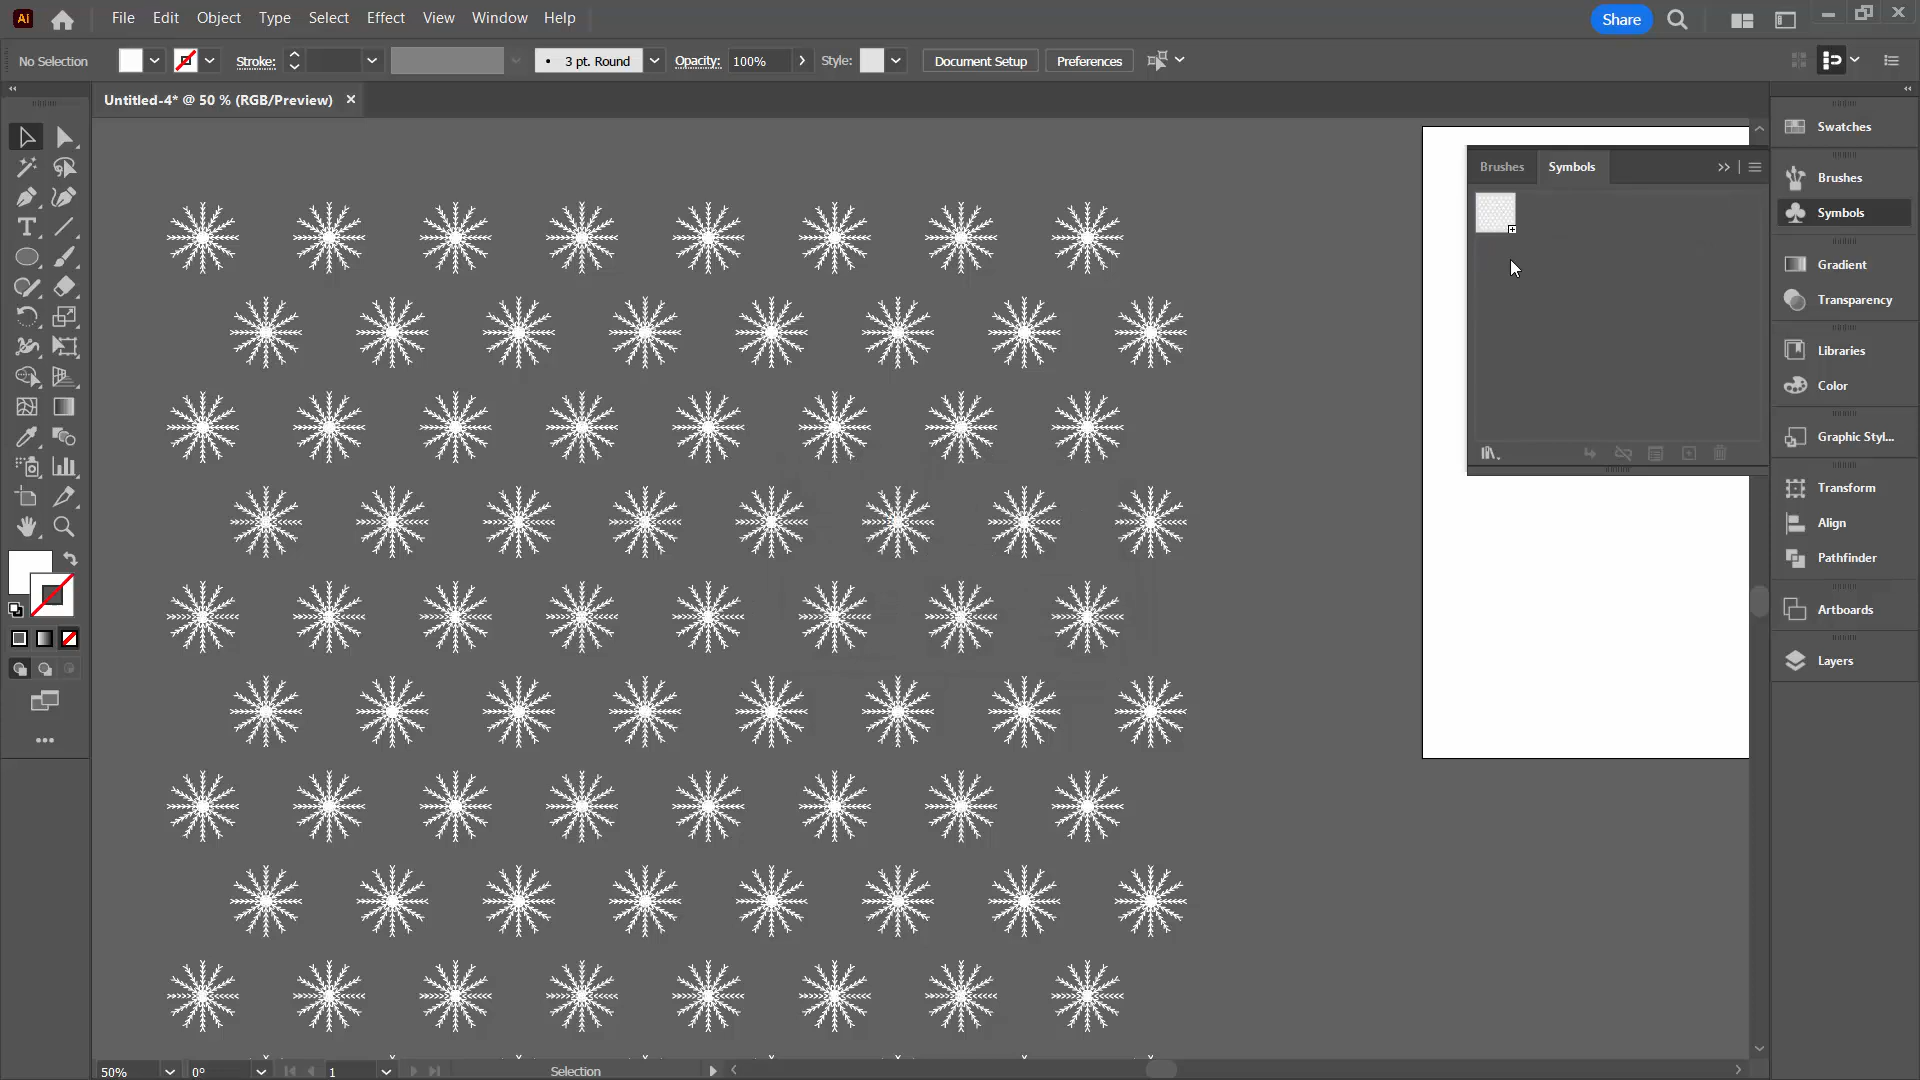 Ai File Edit Object Type Select Effect View Window Help Share
No Selection Stroke: 3 pt. Round Opacity: 100% Style: Document Setup Preferences
Untitled-4* @ 50 % (RGB/Preview)
Brushes Symbols
Swatches
Brushes
Symbols
Gradient
Transparency
Libraries
Color
Graphic Styl...
Transform
Align
Pathfinder
Artboards
Layers
50% 0° 1 Selection